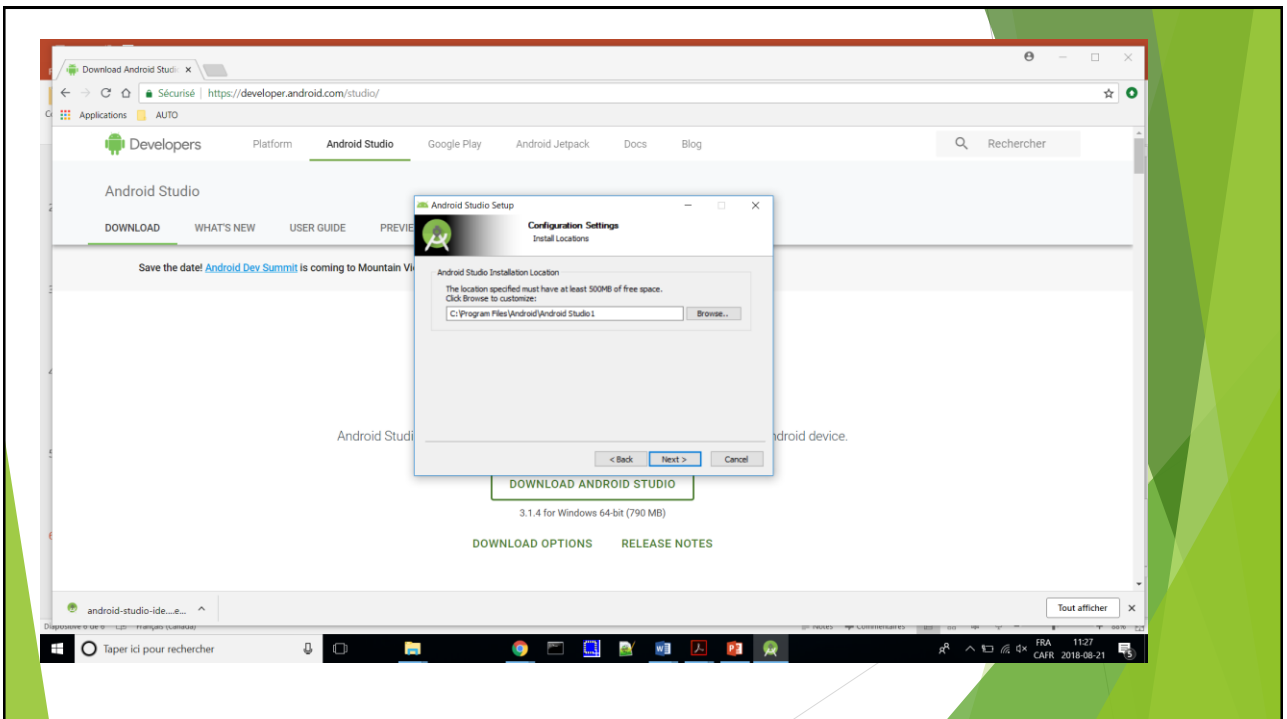 Download Android Studi
Sécurisé | https://developer.android.com/studio/
Applications AUTO
Developers Platform Android Studio Google Play Android Jetpack Docs Blog Rechercher
Android Studio
DOWNLOAD WHAT'S NEW USER GUIDE PREVIE
Save the date! Android Dev Summit is coming to Mountain Vi
Android Studio Setup
Configuration Settings
Install Locations
Android Studio Installation Location
The location specified must have at least 500MB of free space.
Click Browse to customize:
C:\Program Files\Android\Android Studio1 Browse...
< Back Next > Cancel
Android Studi ndroid device.
DOWNLOAD ANDROID STUDIO
3.1.4 for Windows 64-bit (790 MB)
DOWNLOAD OPTIONS RELEASE NOTES
android-studio-ide....e... Tout afficher
Taper ici pour rechercher
FRA 11:27
CAFR 2018-08-21
5